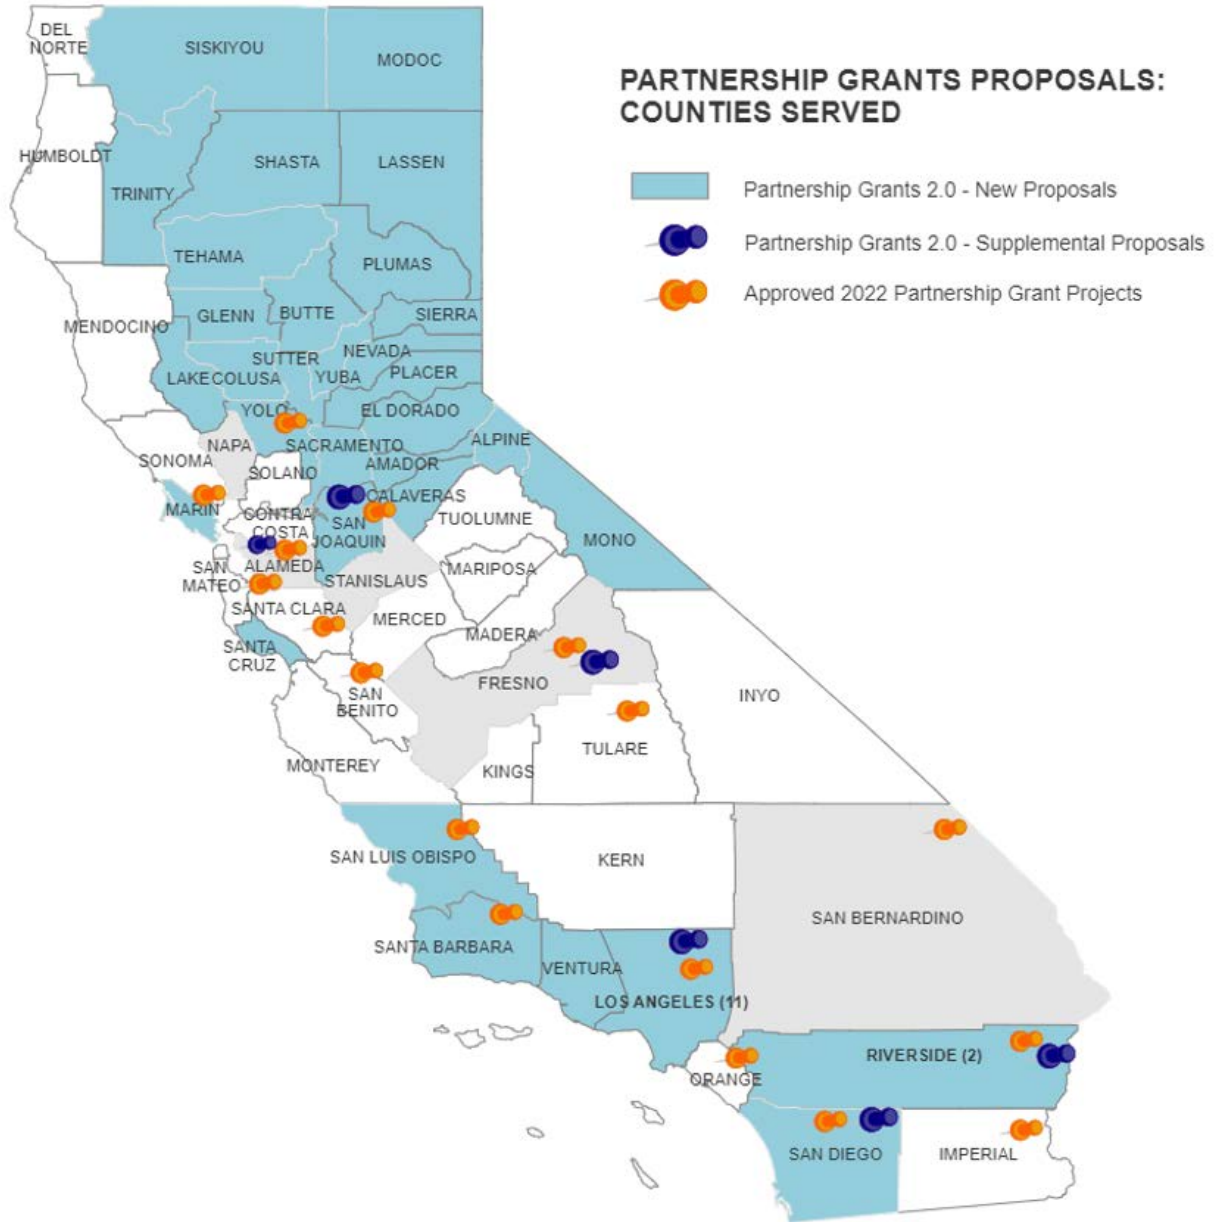 PARTNERSHIP GRANTS PROPOSALS:
COUNTIES SERVED
Partnership Grants 2.0 - New Proposals
Partnership Grants 2.0 - Supplemental Proposals
Approved 2022 Partnership Grant Projects
DEL
NORTE
SISKIYOU
MODOC
HUMBOLDT
TRINITY
SHASTA
LASSEN
TEHAMA
PLUMAS
MENDOCINO
GLENN
BUTTE
SIERRA
LAKE
COLUSA
SUTTER
YUBA
NEVADA
PLACER
YOLO
EL DORADO
NAPA
SACRAMENTO
ALPINE
SONOMA
SOLANO
AMADOR
MARIN
CONTRA
COSTA
CALAVERAS
SAN
JOAQUIN
TUOLUMNE
MONO
SAN
MATEO
ALAMEDA
STANISLAUS
MARIPOSA
SANTA CLARA
MERCED
MADERA
SANTA
CRUZ
SAN
BENITO
FRESNO
INYO
MONTEREY
KINGS
TULARE
SAN LUIS OBISPO
KERN
SAN BERNARDINO
SANTA BARBARA
VENTURA
LOS ANGELES (11)
ORANGE
RIVERSIDE (2)
SAN DIEGO
IMPERIAL